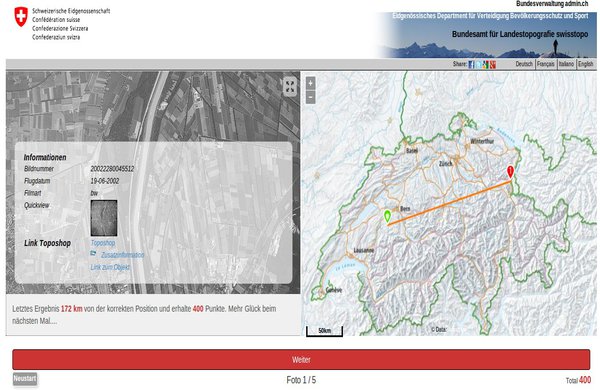 Bundesverwaltung admin.ch
Schweizerische Eidgenossenschaft
Confédération suisse
Confederazione Svizzera
Confederaziun svizra
Eidgenössisches Department für Verteidigung Bevölkerungsschutz und Sport
Bundesamt für Landestopografie swisstopo
Share:
Deutsch Français Italiano English
Informationen
Bildnummer 20022280045512
Flugdatum 19-06-2002
Filmart bw
Quickview
Link Toposhop Toposhop
Zusatzinformation
Link zum Objekt
+
−
Basel
Winterthur
Zürich
Bern
Lausanne
Genève
50km
© Data:
Letztes Ergebnis 172 km von der korrekten Position und erhalte 400 Punkte. Mehr Glück beim
nächsten Mal....
Weiter
Neustart
Foto 1 / 5
Total 400